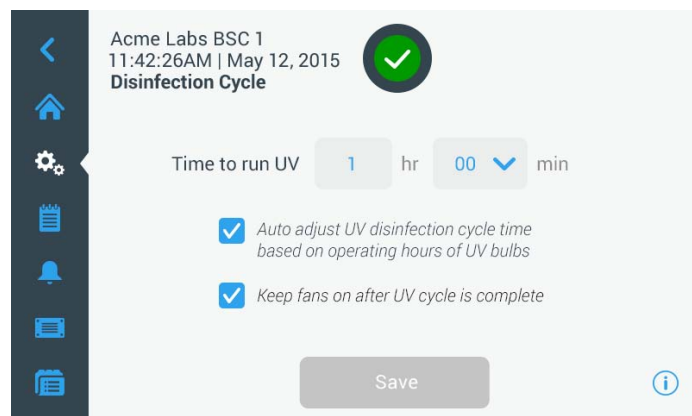 Acme Labs BSC 1
11:42:26AM | May 12, 2015
Disinfection Cycle
Time to run UV 1 hr 00 min
Auto adjust UV disinfection cycle time
based on operating hours of UV bulbs
Keep fans on after UV cycle is complete
Save
i